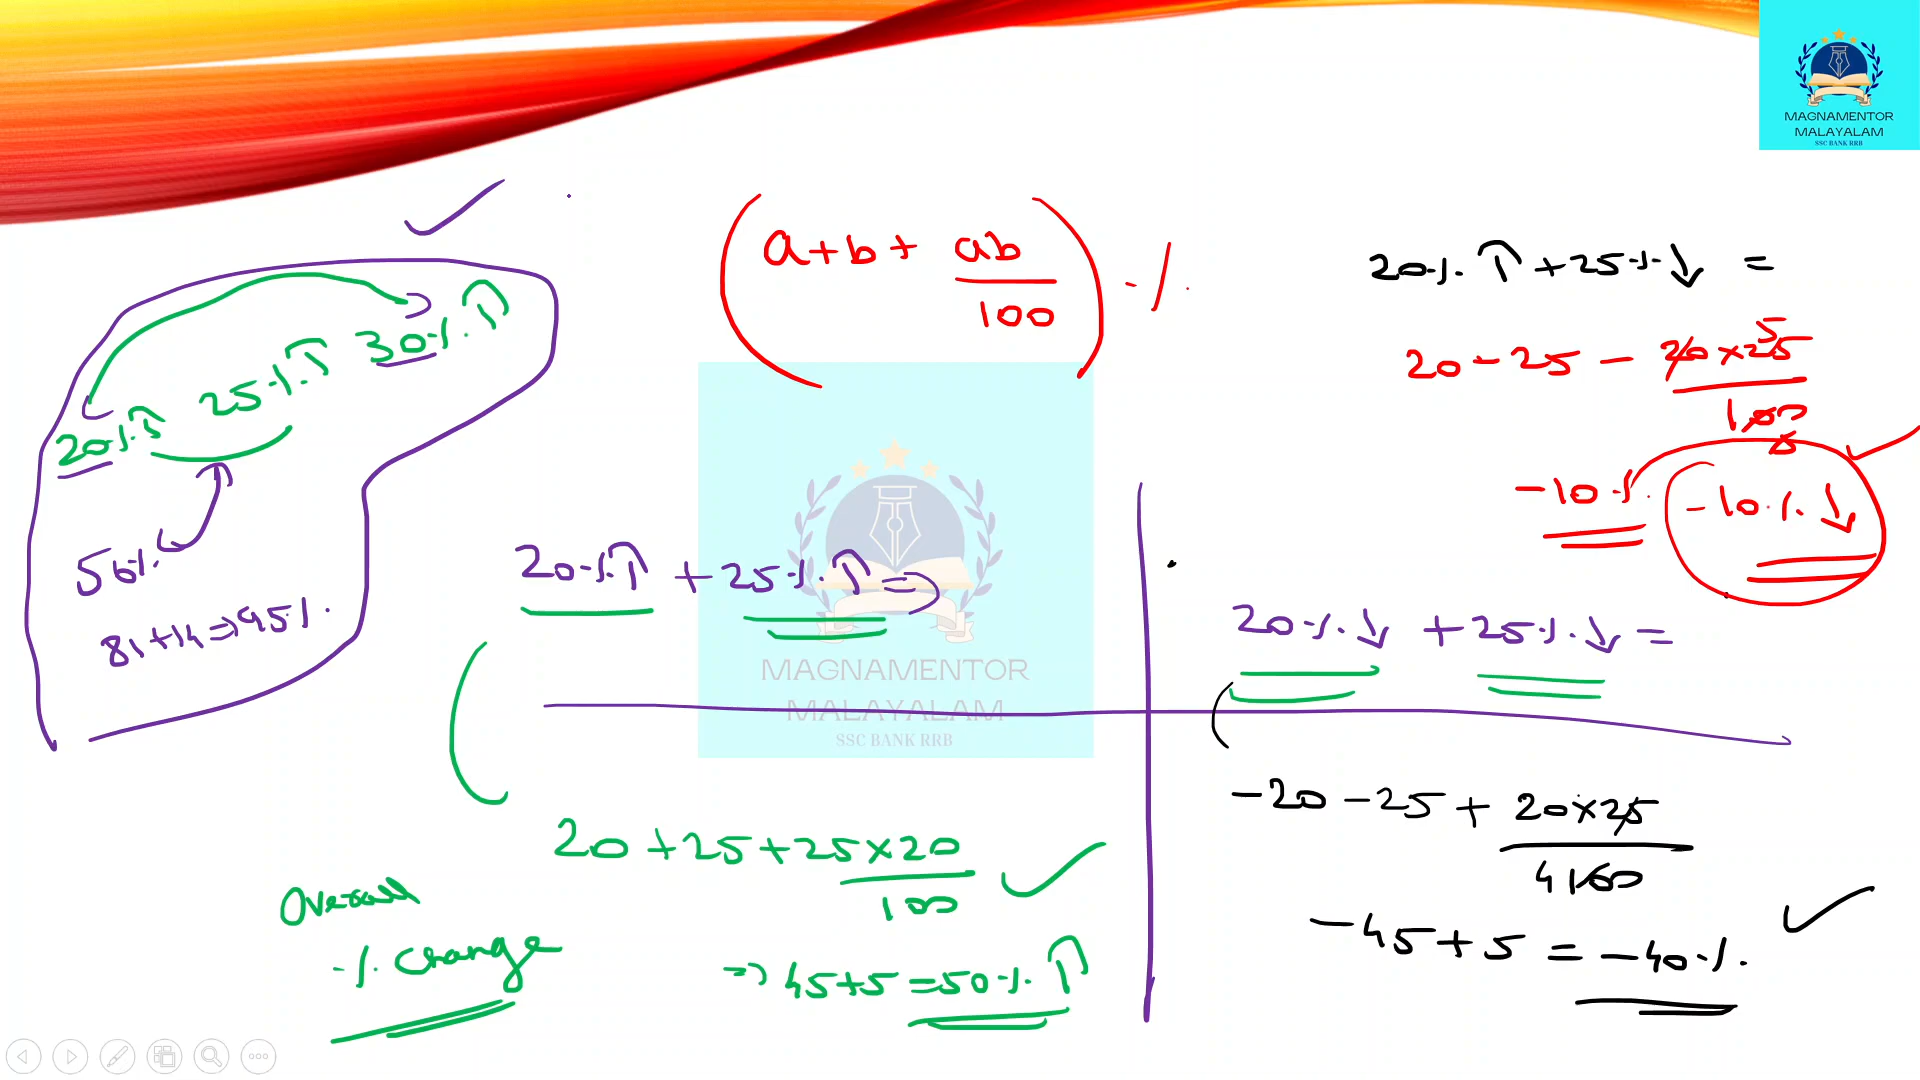 MAGNAMENTOR
MALAYALAM
SSC BANK RRB
(a+b+ ab/100) %
20% ↑ 25% ↑ 30% ↑
56%
81+14 ⇒ 95%
20% ↑ + 25% ↑ ⇒
20+25+25×20/100
⇒ 45+5 = 50% ↑
Overall
% Change
MAGNAMENTOR
MALAYALAM
SSC BANK RRB
20% ↑ + 25% ↓ =
20 - 25 - 20×25/100
5
-10% -10% ↓
20% ↓ + 25% ↓ =
-20 - 25 + 20×25/100
4
-45+5 = -40%